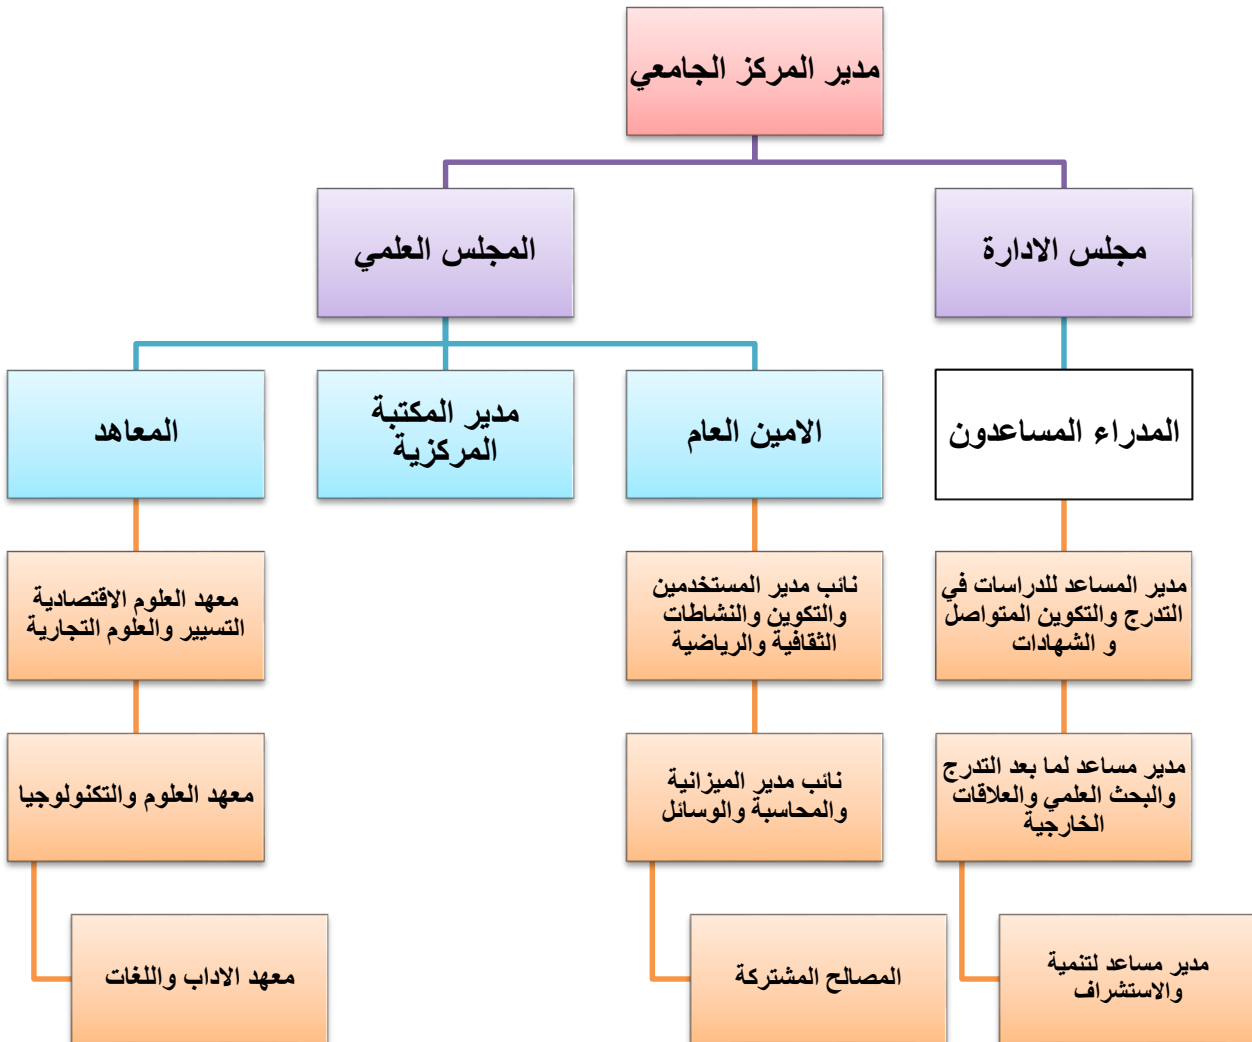 مدير المركز الجامعي
مجلس الادارة
المجلس العلمي
المدراء المساعدون
الامين العام
مدير المكتبة
المركزية
المعاهد
مدير المساعد للدراسات في
التدرج والتكوين المتواصل
و الشهادات
نائب مدير المستخدمين
والتكوين والنشاطات
الثقافية والرياضية
معهد العلوم الاقتصادية
التسيير والعلوم التجارية
مدير مساعد لما بعد التدرج
والبحث العلمي والعلاقات
الخارجية
نائب مدير الميزانية
والمحاسبة والوسائل
معهد العلوم والتكنولوجيا
مدير مساعد لتنمية
والاستشراف
المصالح المشتركة
معهد الاداب واللغات